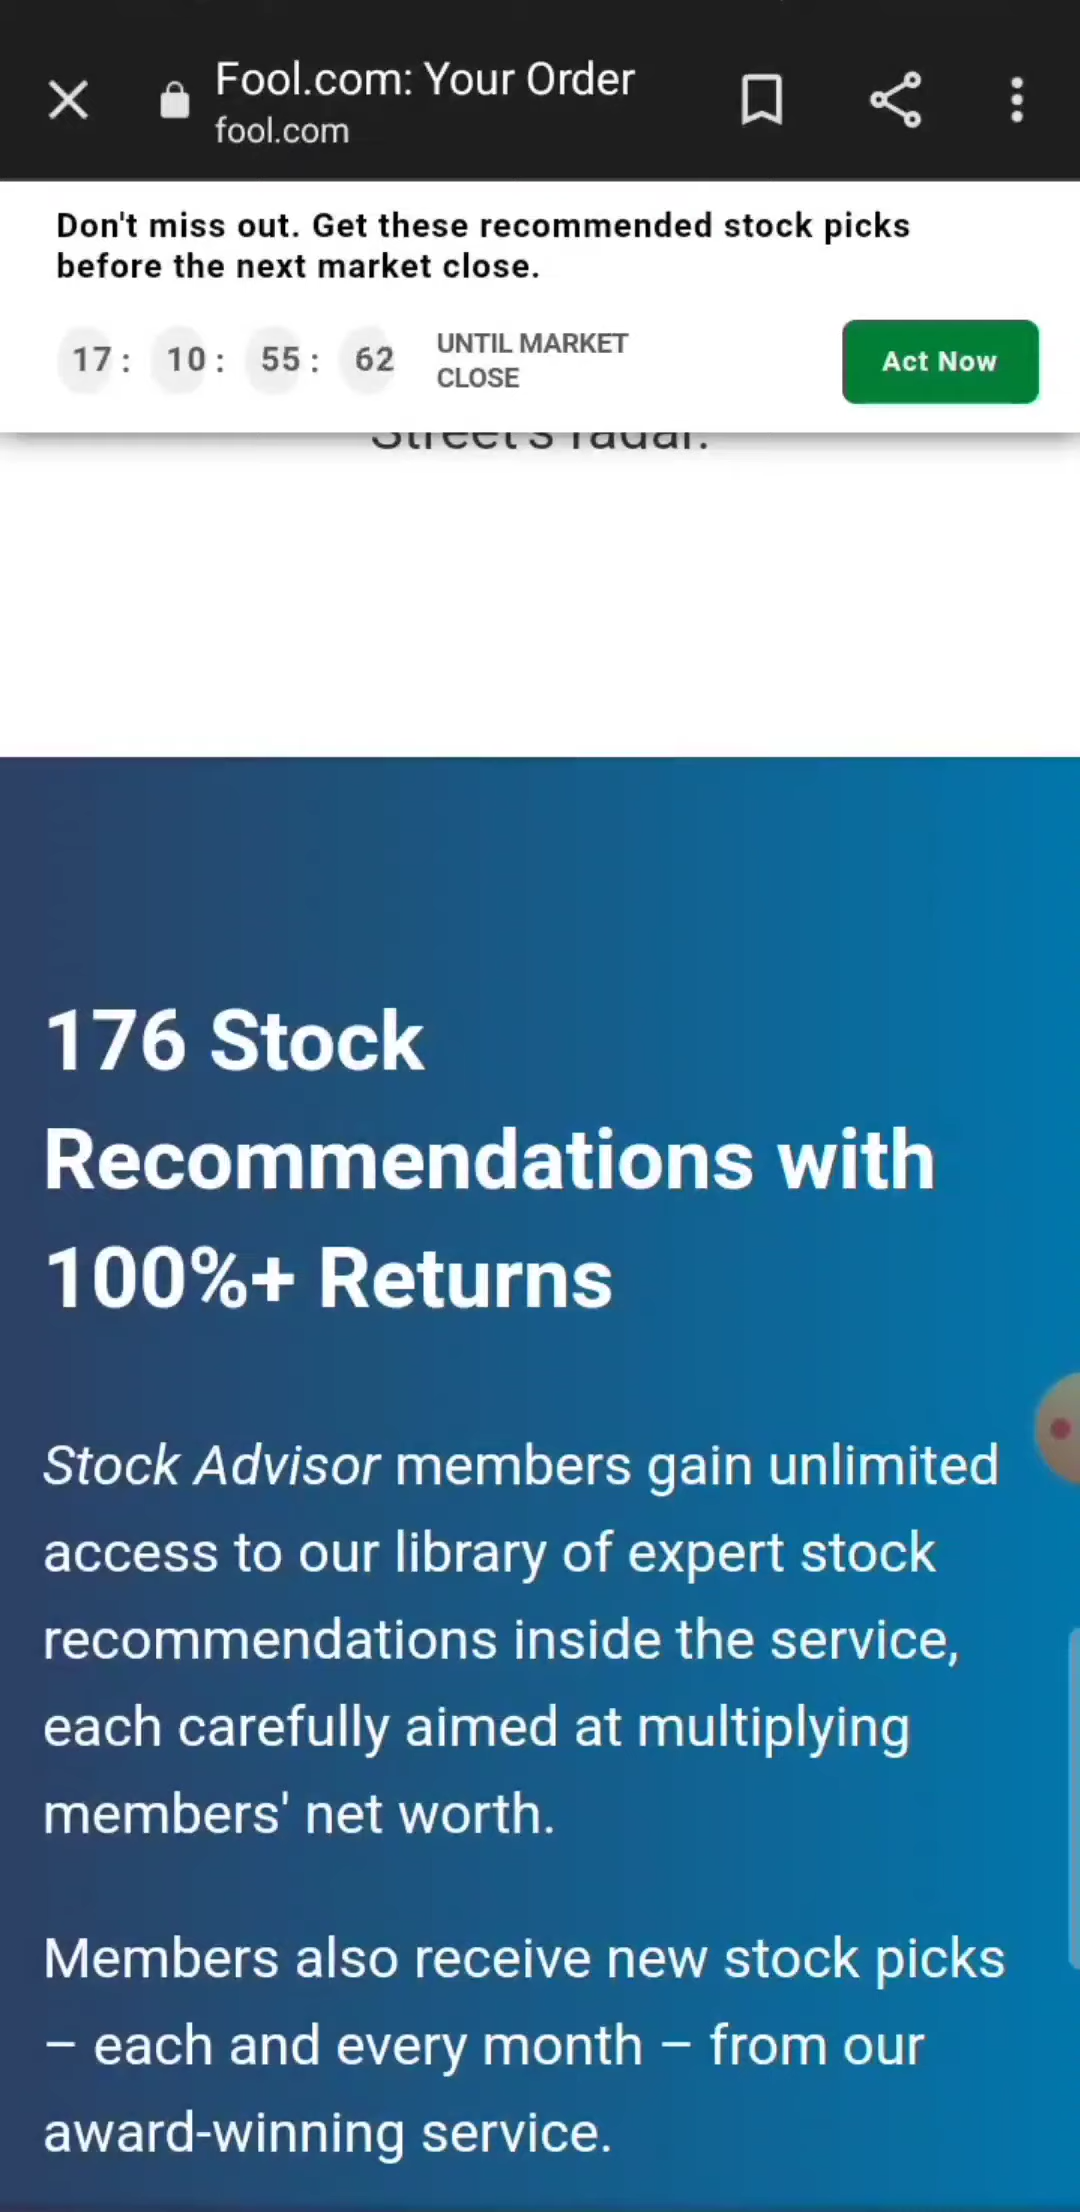 Fool.com: Your Order
fool.com
Don't miss out. Get these recommended stock picks
before the next market close.
17 : 10 : 55 : 62
UNTIL MARKET
CLOSE
Act Now
Street's radar.
176 Stock
Recommendations with
100%+ Returns
Stock Advisor members gain unlimited
access to our library of expert stock
recommendations inside the service,
each carefully aimed at multiplying
members' net worth.
Members also receive new stock picks
– each and every month – from our
award-winning service.